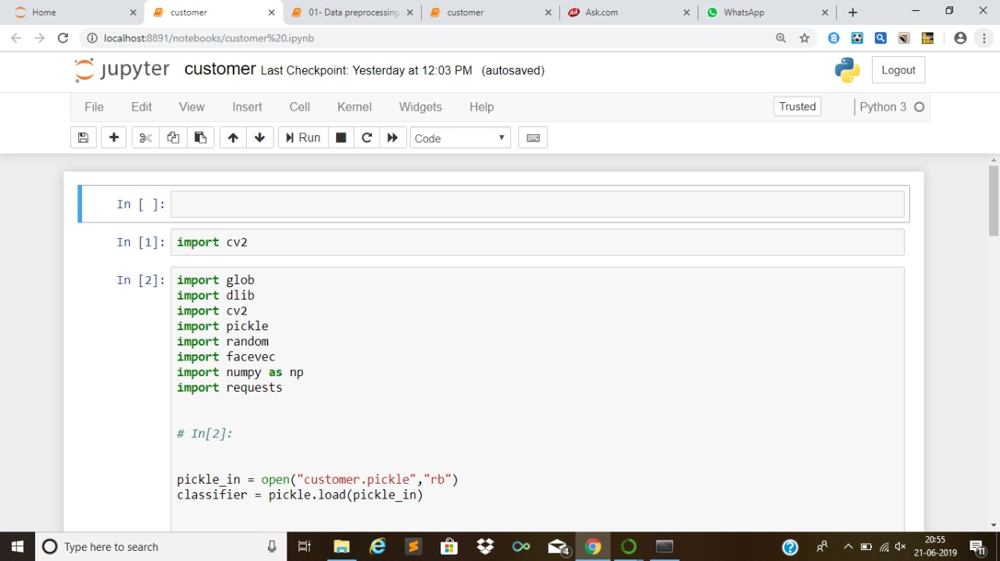 Home
customer
01- Data preprocessing
customer
Ask.com
WhatsApp
localhost:8891/notebooks/customer%20.ipynb
jupyter customer Last Checkpoint: Yesterday at 12:03 PM (autosaved)
Logout
File Edit View Insert Cell Kernel Widgets Help
Trusted
Python 3
Run
Code
In [ ]:
In [1]: import cv2
In [2]: import glob
import dlib
import cv2
import pickle
import random
import facevec
import numpy as np
import requests
# In[2]:
pickle_in = open("customer.pickle","rb")
classifier = pickle.load(pickle_in)
Type here to search
4
20:55
21-06-2019
11